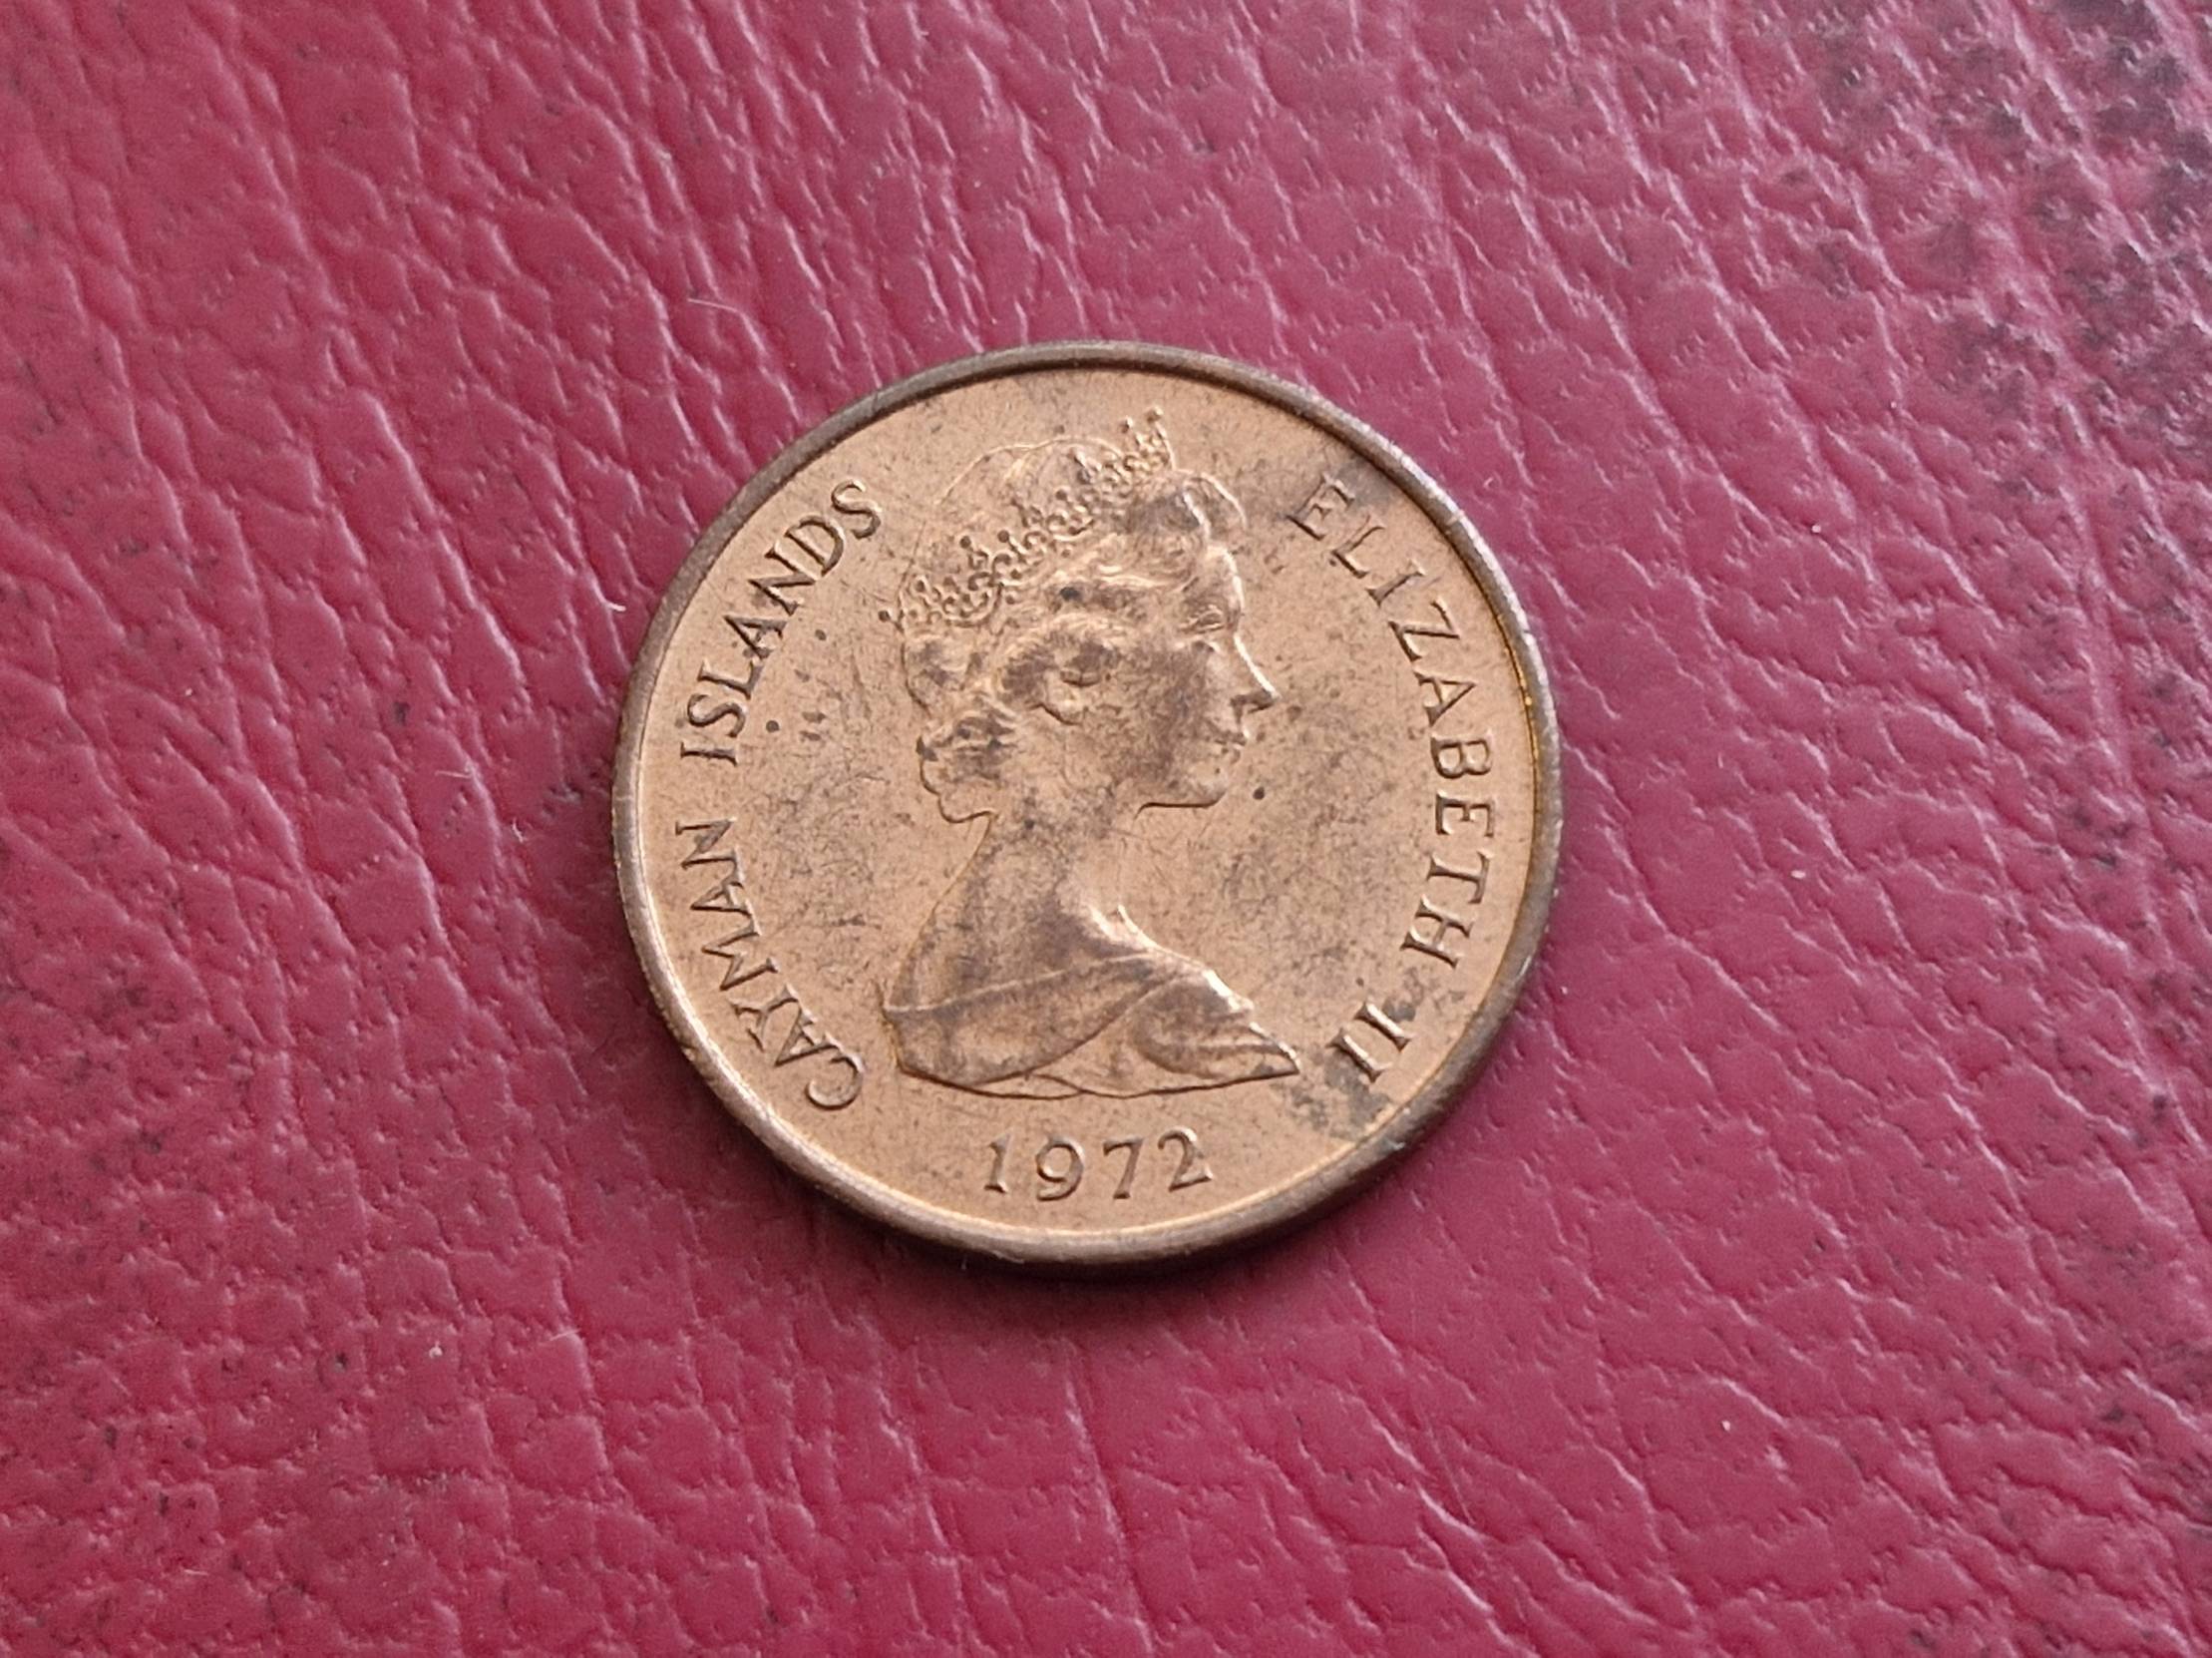 CAYMAN ISLANDS
ELIZABETH II
1972